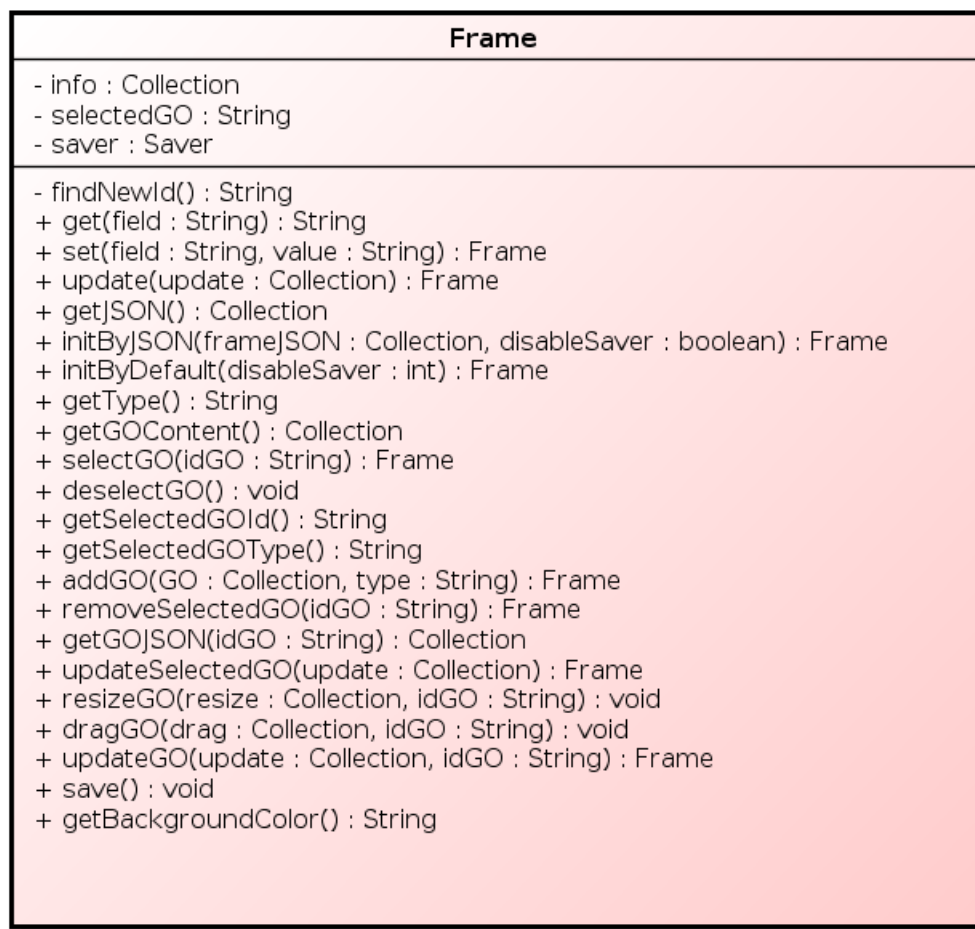 Frame
- info : Collection
- selectedGO : String
- saver : Saver
- findNewId() : String
+ get(field : String) : String
+ set(field : String, value : String) : Frame
+ update(update : Collection) : Frame
+ getJSON() : Collection
+ initByJSON(frameJSON : Collection, disableSaver : boolean) : Frame
+ initByDefault(disableSaver : int) : Frame
+ getType() : String
+ getGOContent() : Collection
+ selectGO(idGO : String) : Frame
+ deselectGO() : void
+ getSelectedGOId() : String
+ getSelectedGOType() : String
+ addGO(GO : Collection, type : String) : Frame
+ removeSelectedGO(idGO : String) : Frame
+ getGOJSON(idGO : String) : Collection
+ updateSelectedGO(update : Collection) : Frame
+ resizeGO(resize : Collection, idGO : String) : void
+ dragGO(drag : Collection, idGO : String) : void
+ updateGO(update : Collection, idGO : String) : Frame
+ save() : void
+ getBackgroundColor() : String